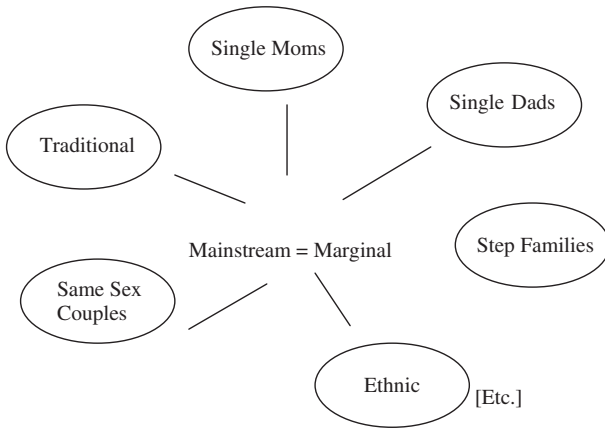 Single Moms
Single Dads
Traditional
Mainstream = Marginal
Step Families
Same Sex
Couples
Ethnic
[Etc.]